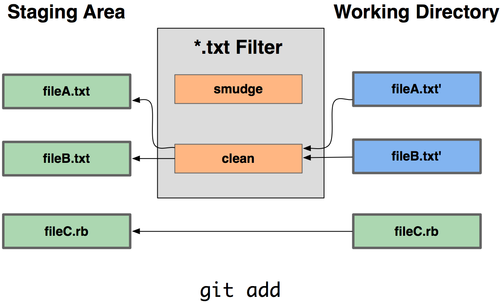 Staging Area
Working Directory
*.txt Filter
fileA.txt
smudge
fileA.txt'
fileB.txt
clean
fileB.txt'
fileC.rb
fileC.rb
git add